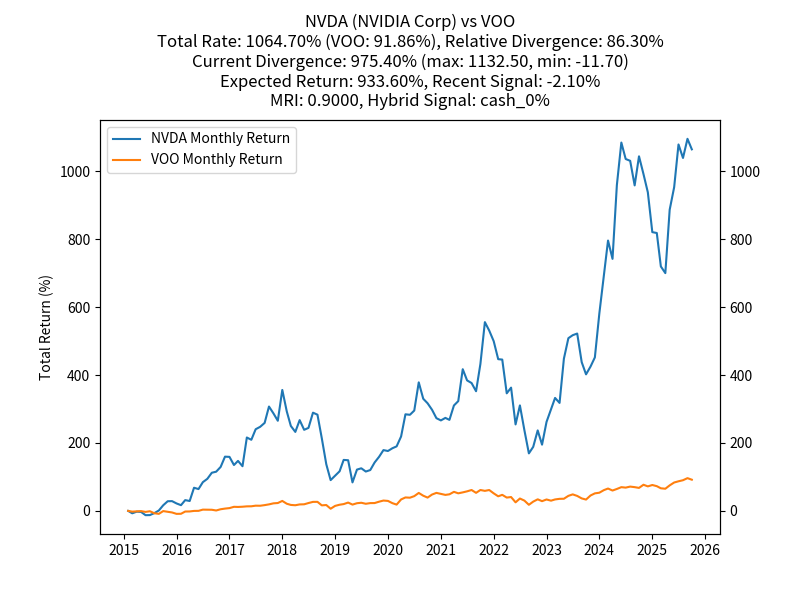 NVDA (NVIDIA Corp) vs VOO
Total Rate: 1064.70% (VOO: 91.86%), Relative Divergence: 86.30%
Current Divergence: 975.40% (max: 1132.50, min: -11.70)
Expected Return: 933.60%, Recent Signal: -2.10%
MRI: 0.9000, Hybrid Signal: cash_0%
NVDA Monthly Return
VOO Monthly Return
Total Return (%)
1000 1000
800 800
600 600
400 400
200 200
0 0
2015 2016 2017 2018 2019 2020 2021 2022 2023 2024 2025 2026